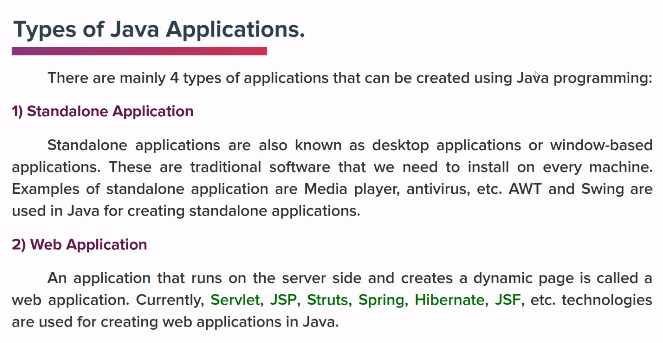 Types of Java Applications.
There are mainly 4 types of applications that can be created using Java programming:
1) Standalone Application
Standalone applications are also known as desktop applications or window-based
applications. These are traditional software that we need to install on every machine.
Examples of standalone application are Media player, antivirus, etc. AWT and Swing are
used in Java for creating standalone applications.
2) Web Application
An application that runs on the server side and creates a dynamic page is called a
web application. Currently, Servlet, JSP, Struts, Spring, Hibernate, JSF, etc. technologies
are used for creating web applications in Java.